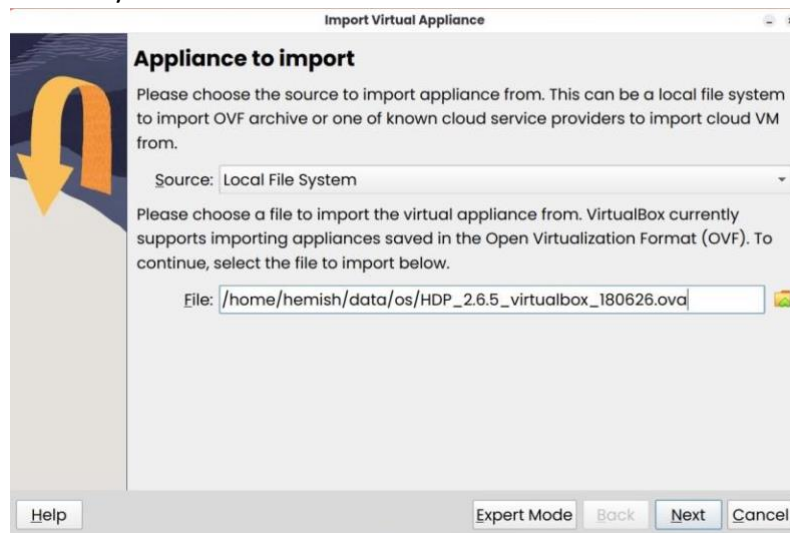 Import Virtual Appliance
Appliance to import
Please choose the source to import appliance from. This can be a local file system
to import OVF archive or one of known cloud service providers to import cloud VM
from.
Source: Local File System
Please choose a file to import the virtual appliance from. VirtualBox currently
supports importing appliances saved in the Open Virtualization Format (OVF). To
continue, select the file to import below.
File: /home/hemish/data/os/HDP_2.6.5_virtualbox_180626.ova
Help Expert Mode Back Next Cancel